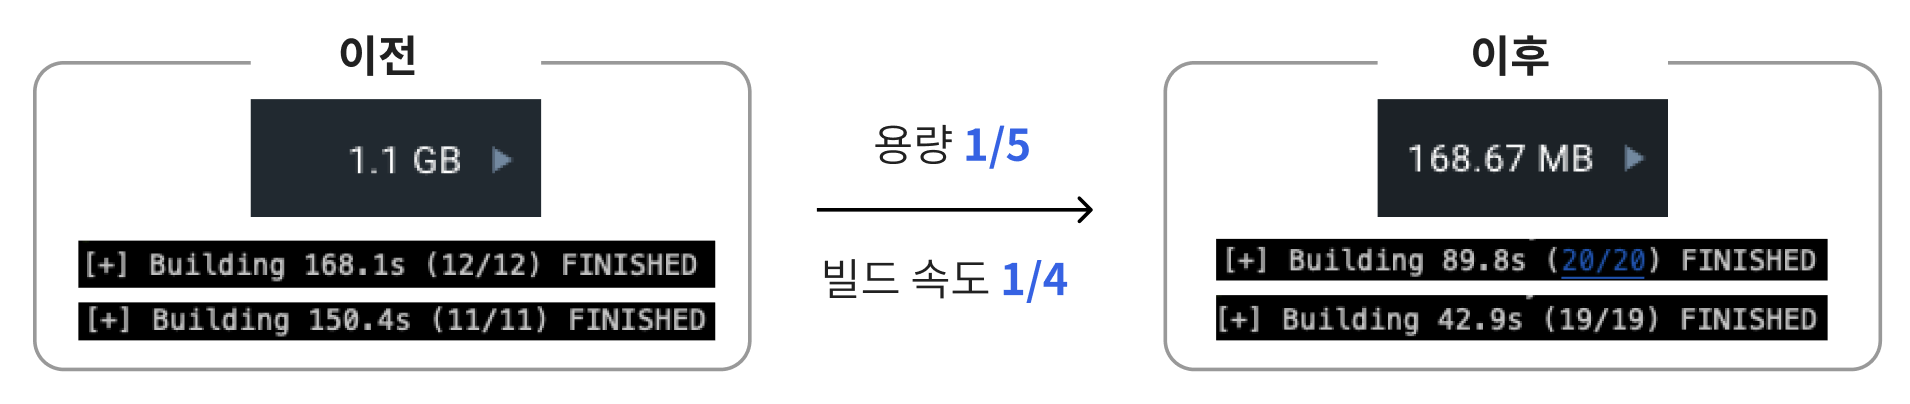 이전
1.1 GB
[+] Building 168.1s (12/12) FINISHED
[+] Building 150.4s (11/11) FINISHED
용량 1/5
빌드 속도 1/4
이후
168.67 MB
[+] Building 89.8s (20/20) FINISHED
[+] Building 42.9s (19/19) FINISHED